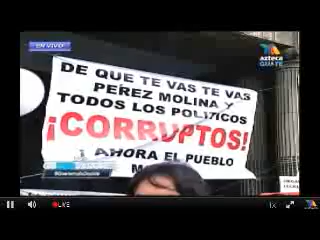 EN VIVO
azteca
GUATE
DE QUE TE VAS TE VAS
PEREZ MOLINA Y
TODOS LOS POLITICOS
¡CORRUPTOS!
AHORA EL PUEBLO
LIVE